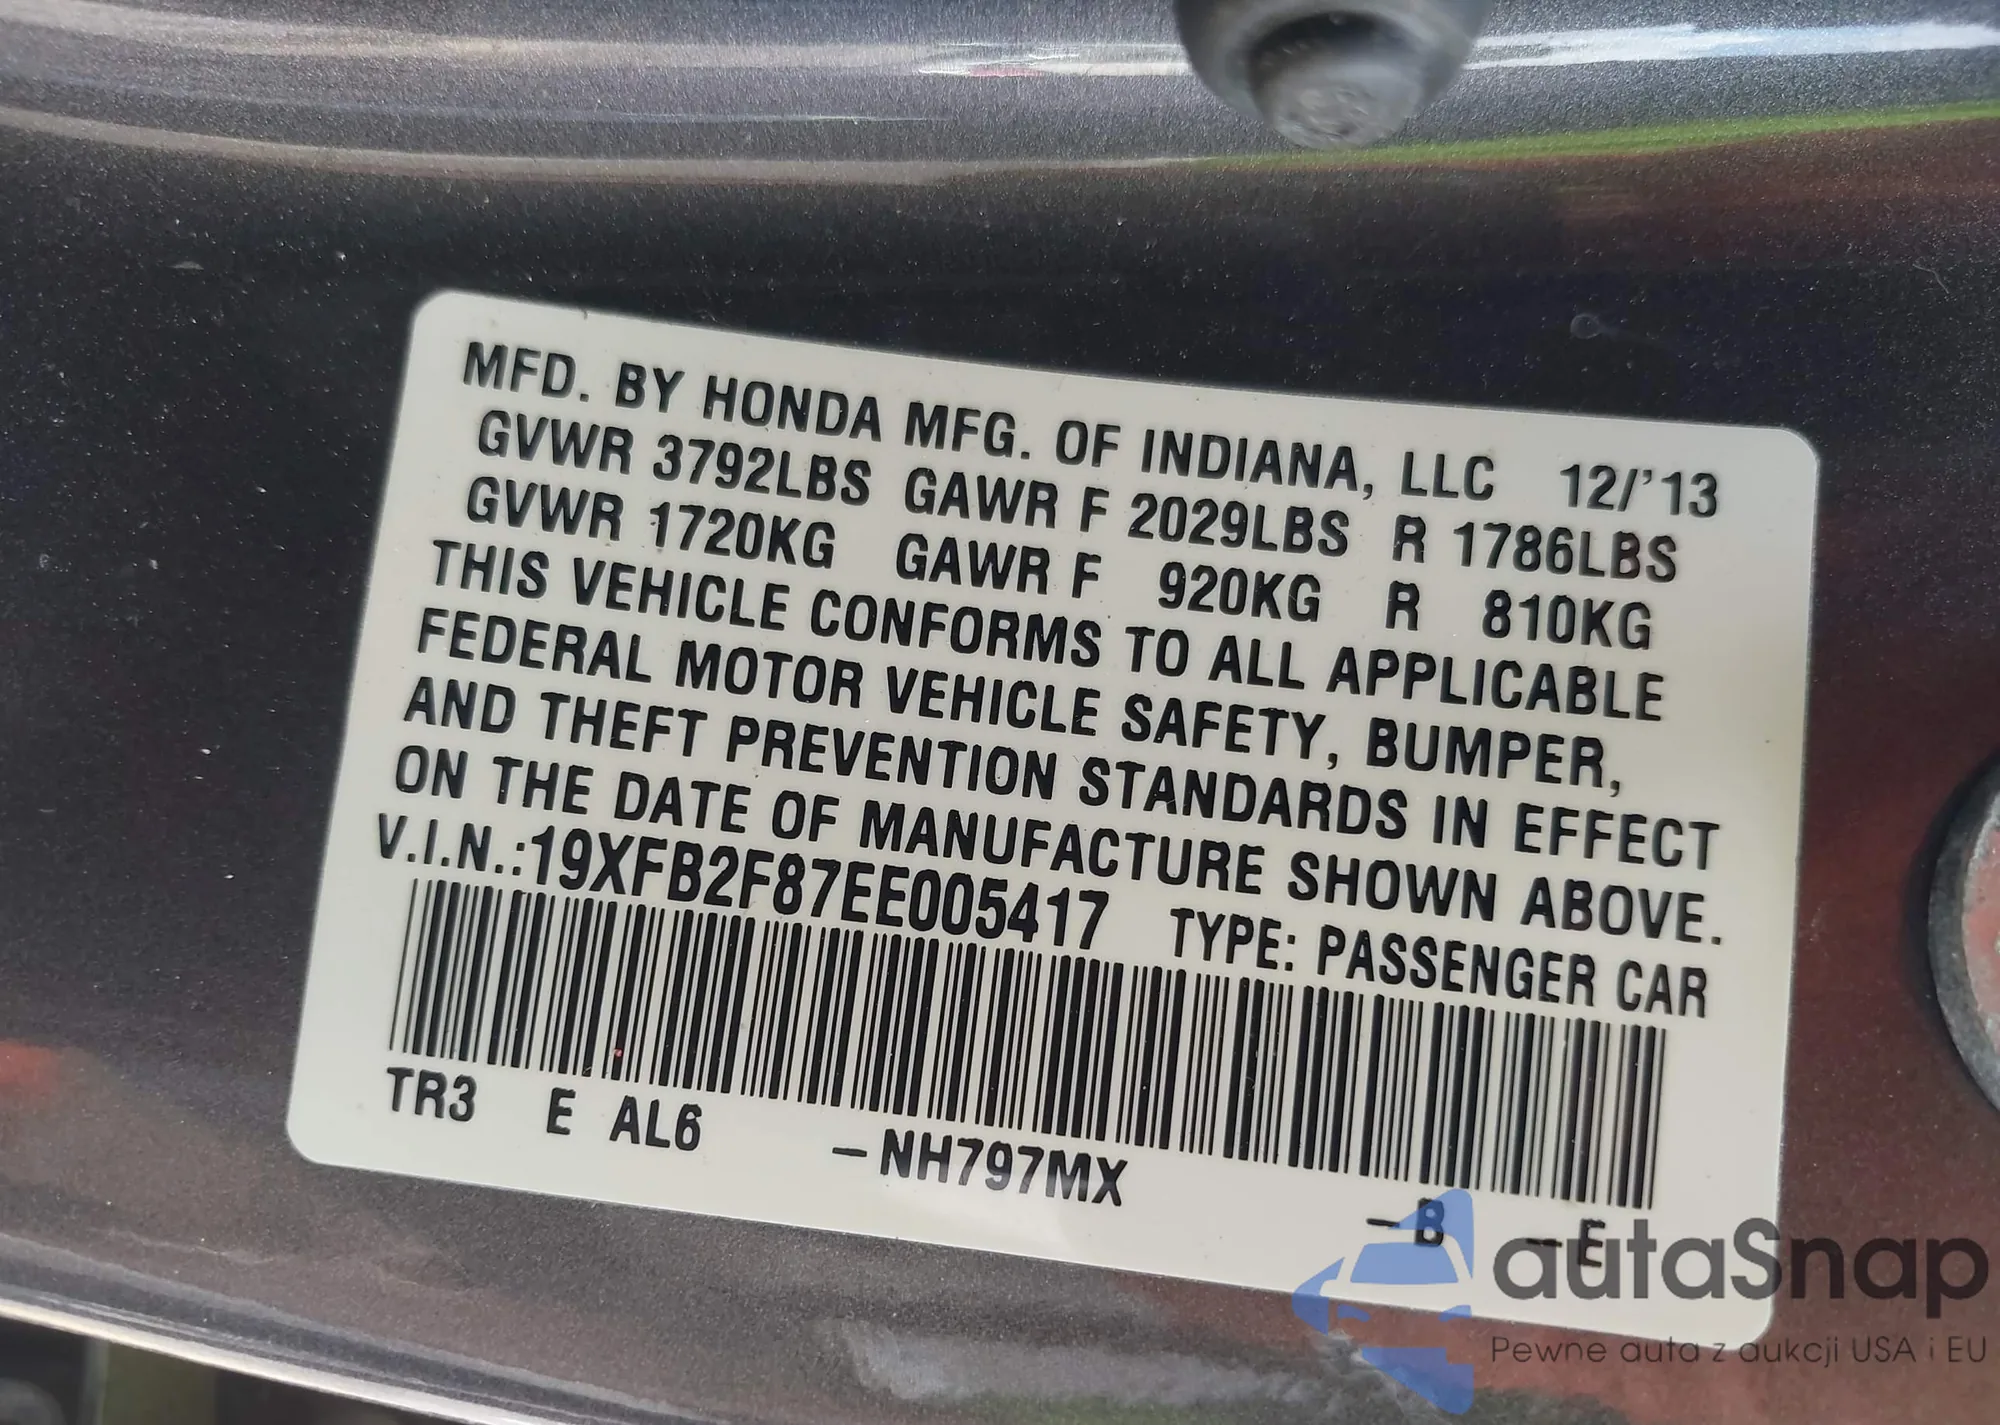 MFD. BY HONDA MFG. OF INDIANA, LLC 12/'13
GVWR 3792LBS GAWR F 2029LBS R 1786LBS
GVWR 1720KG GAWR F 920KG R 810KG
THIS VEHICLE CONFORMS TO ALL APPLICABLE
FEDERAL MOTOR VEHICLE SAFETY, BUMPER,
AND THEFT PREVENTION STANDARDS IN EFFECT
ON THE DATE OF MANUFACTURE SHOWN ABOVE.
V.I.N.:19XFB2F87EE005417 TYPE: PASSENGER CAR
TR3 E AL6 –NH797MX –B –E
autaSnap
Pewne auta z aukcji USA i EU